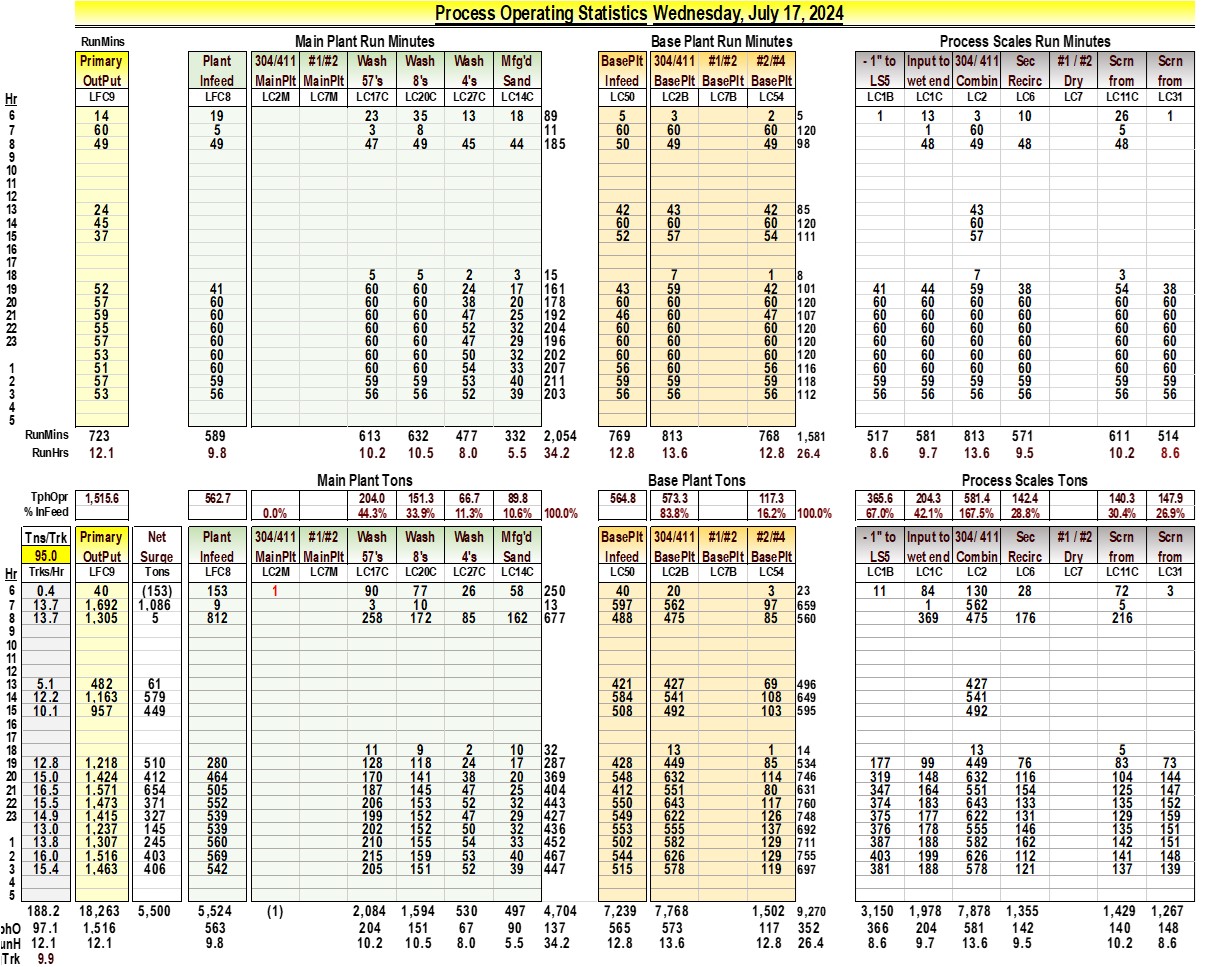 Process Operating Statistics Wednesday, July 17, 2024
RunMins Main Plant Run Minutes Base Plant Run Minutes Process Scales Run Minutes
Primary Plant 304/411 #1/#2 Wash Wash Wash Mfg'd BasePlt 304/411 #1/#2 #2/#4 - 1" to Input to 304/ 411 Sec #1 / #2 Scrn Scrn
OutPut Infeed MainPlt MainPlt 57's 8's 4's Sand Infeed BasePlt BasePlt BasePlt LS5 wet end Combin Recirc Dry from from
Hr LFC9 LFC8 LC2M LC7M LC17C LC20C LC27C LC14C LC50 LC2B LC7B LC54 LC1B LC1C LC2 LC6 LC7 LC11C LC31
6 14 19 23 35 13 18 89 5 3 2 5 1 13 3 10 26 1
7 60 5 3 8 11 60 60 60 120 1 60 5
8 49 49 47 49 45 44 185 50 49 49 98 48 49 48 48
9
10
11
12
13 24 42 43 42 85 43
14 45 60 60 60 120 60
15 37 52 57 54 111 57
16
17
18 5 5 2 3 15 7 1 8 7 3
19 52 41 60 60 24 17 161 43 59 42 101 41 44 59 38 54 38
20 57 60 60 60 38 20 178 60 60 60 120 60 60 60 60 60 60
21 59 60 60 60 47 25 192 46 60 47 107 60 60 60 60 60 60
22 55 60 60 60 52 32 204 60 60 60 120 60 60 60 60 60 60
23 57 60 60 60 47 29 196 60 60 60 120 60 60 60 60 60 60
53 60 60 60 50 32 202 60 60 60 120 60 60 60 60 60 60
1 51 60 60 60 54 33 207 56 60 56 116 60 60 60 60 60 60
2 57 59 59 59 53 40 211 59 59 59 118 59 59 59 59 59 59
3 53 56 56 56 52 39 203 56 56 56 112 56 56 56 56 56 56
4
5
RunMins 723 589 613 632 477 332 2,054 769 813 768 1,581 517 581 813 571 611 514
RunHrs 12.1 9.8 10.2 10.5 8.0 5.5 34.2 12.8 13.6 12.8 26.4 8.6 9.7 13.6 9.5 10.2 8.6
Main Plant Tons Base Plant Tons Process Scales Tons
TphOpr 1,515.6 562.7 204.0 151.3 66.7 89.8 564.8 573.3 117.3 365.6 204.3 581.4 142.4 140.3 147.9
% InFeed 0.0% 44.3% 33.9% 11.3% 10.6% 100.0% 83.8% 16.2% 100.0% 67.0% 42.1% 167.5% 28.8% 30.4% 26.9%
Tns/Trk Primary Net Plant 304/411 #1/#2 Wash Wash Wash Mfg'd BasePlt 304/411 #1/#2 #2/#4 - 1" to Input to 304/ 411 Sec #1 / #2 Scrn Scrn
95.0 OutPut Surge Infeed MainPlt MainPlt 57's 8's 4's Sand Infeed BasePlt BasePlt BasePlt LS5 wet end Combin Recirc Dry from from
Hr Trks/Hr LFC9 Tons LFC8 LC2M LC7M LC17C LC20C LC27C LC14C LC50 LC2B LC7B LC54 LC1B LC1C LC2 LC6 LC7 LC11C LC31
6 0.4 40 (153) 153 1 90 77 26 58 250 40 20 3 23 11 84 130 28 72 3
7 13.7 1,692 1,086 9 3 10 13 597 562 97 659 1 562 5
8 13.7 1,305 5 812 258 172 85 162 677 488 475 85 560 369 475 176 216
9
10
11
12
13 5.1 482 61 421 427 69 496 427
14 12.2 1,163 579 584 541 108 649 541
15 10.1 957 449 508 492 103 595 492
16
17
18 11 9 2 10 32 13 1 14 13 5
19 12.8 1,218 510 280 128 118 24 17 287 428 449 85 534 177 99 449 76 83 73
20 15.0 1,424 412 464 170 141 38 20 369 548 632 114 746 319 148 632 116 104 144
21 16.5 1,571 654 505 187 145 47 25 404 412 551 80 631 347 164 551 154 125 147
22 15.5 1,473 371 552 206 153 52 32 443 550 643 117 760 374 183 643 133 135 152
23 14.9 1,415 327 539 199 152 47 29 427 549 622 126 748 375 177 622 131 129 159
13.0 1,237 145 539 202 152 50 32 436 553 555 137 692 376 178 555 146 135 151
1 13.8 1,307 245 560 210 155 54 33 452 502 582 129 711 387 188 582 162 142 151
2 16.0 1,516 403 569 215 159 53 40 467 544 626 129 755 403 199 626 112 141 148
3 15.4 1,463 406 542 205 151 52 39 447 515 578 119 697 381 188 578 121 137 139
4
5
188.2 18,263 5,500 5,524 (1) 2,084 1,594 530 497 4,704 7,239 7,768 1,502 9,270 3,150 1,978 7,878 1,355 1,429 1,267
phO 97.1 1,516 563 204 151 67 90 137 565 573 117 352 366 204 581 142 140 148
unH 12.1 12.1 9.8 10.2 10.5 8.0 5.5 34.2 12.8 13.6 12.8 26.4 8.6 9.7 13.6 9.5 10.2 8.6
Trk 9.9